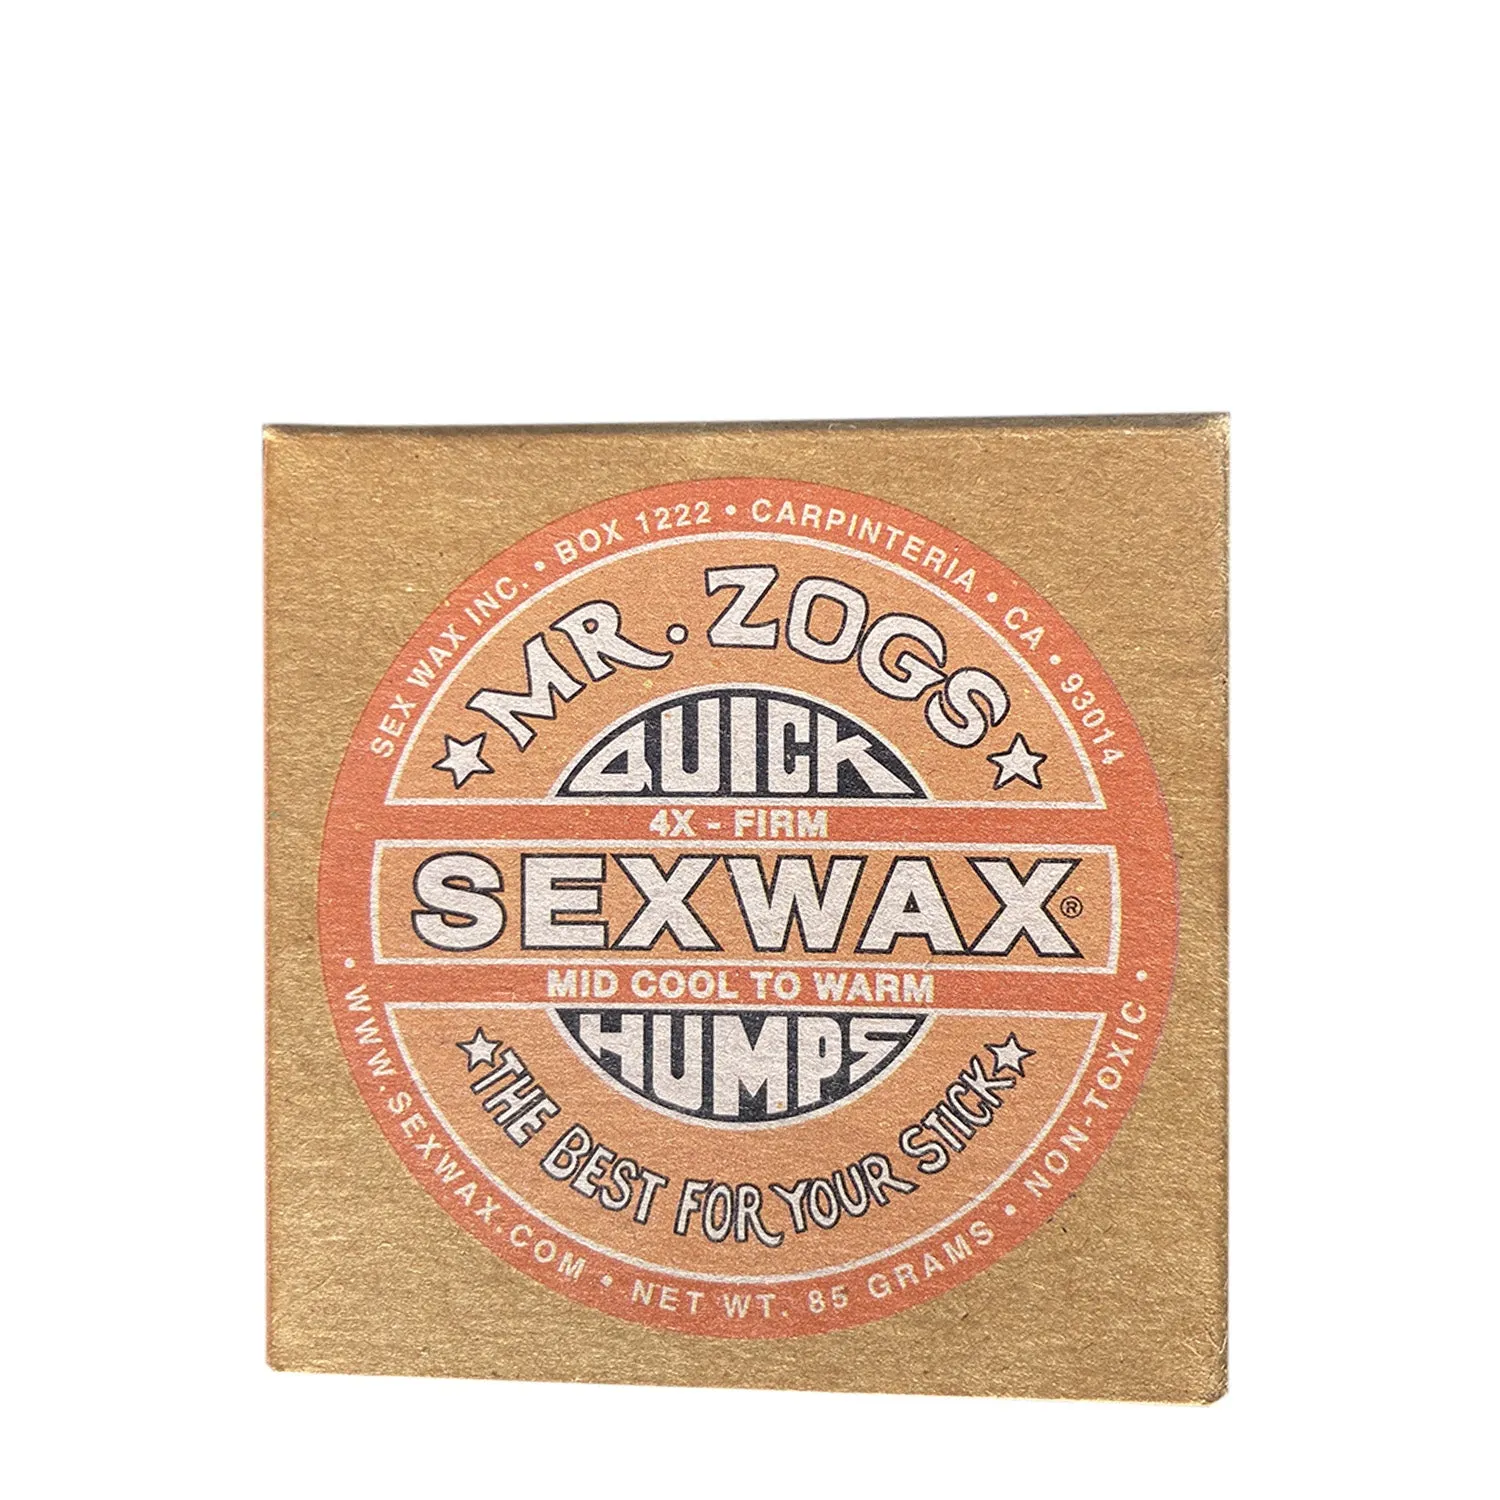 SEX WAX INC. • BOX 1222 • CARPINTERIA • CA • 93014
MR. ZOGS
QUICK
4X - FIRM
SEXWAX®
MID COOL TO WARM
HUMPS
THE BEST FOR YOUR STICK
• WWW.SEXWAX.COM • NET WT. 85 GRAMS • NON-TOXIC •